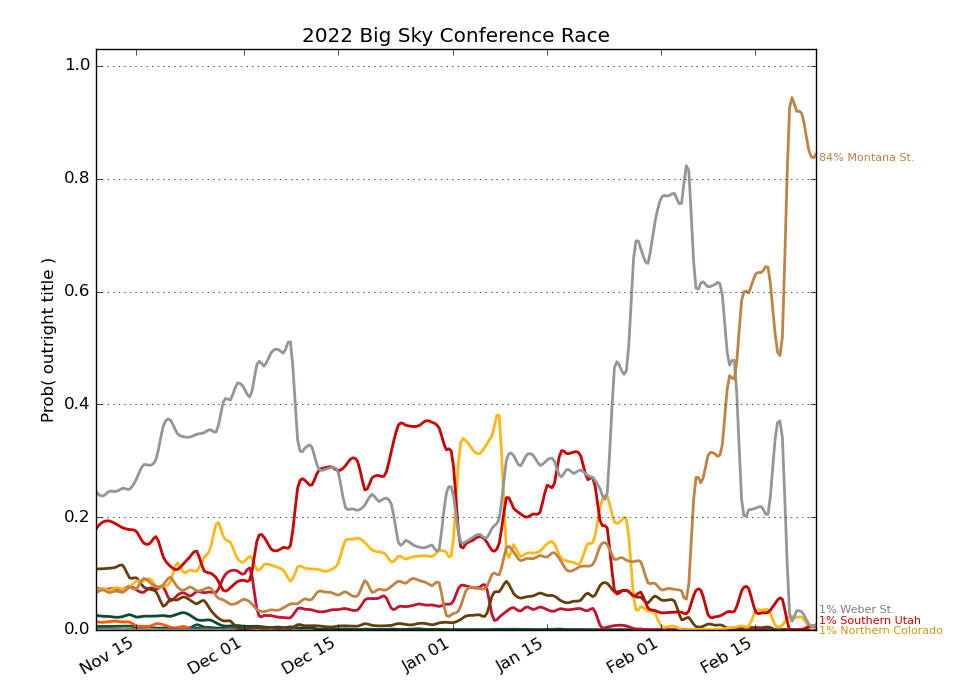 2022 Big Sky Conference Race
1.0
0.8
0.6
0.4
0.2
0.0
Prob( outright title )
84% Montana St.
1% Weber St.
1% Southern Utah
1% Northern Colorado
Nov 15
Dec 01
Dec 15
Jan 01
Jan 15
Feb 01
Feb 15